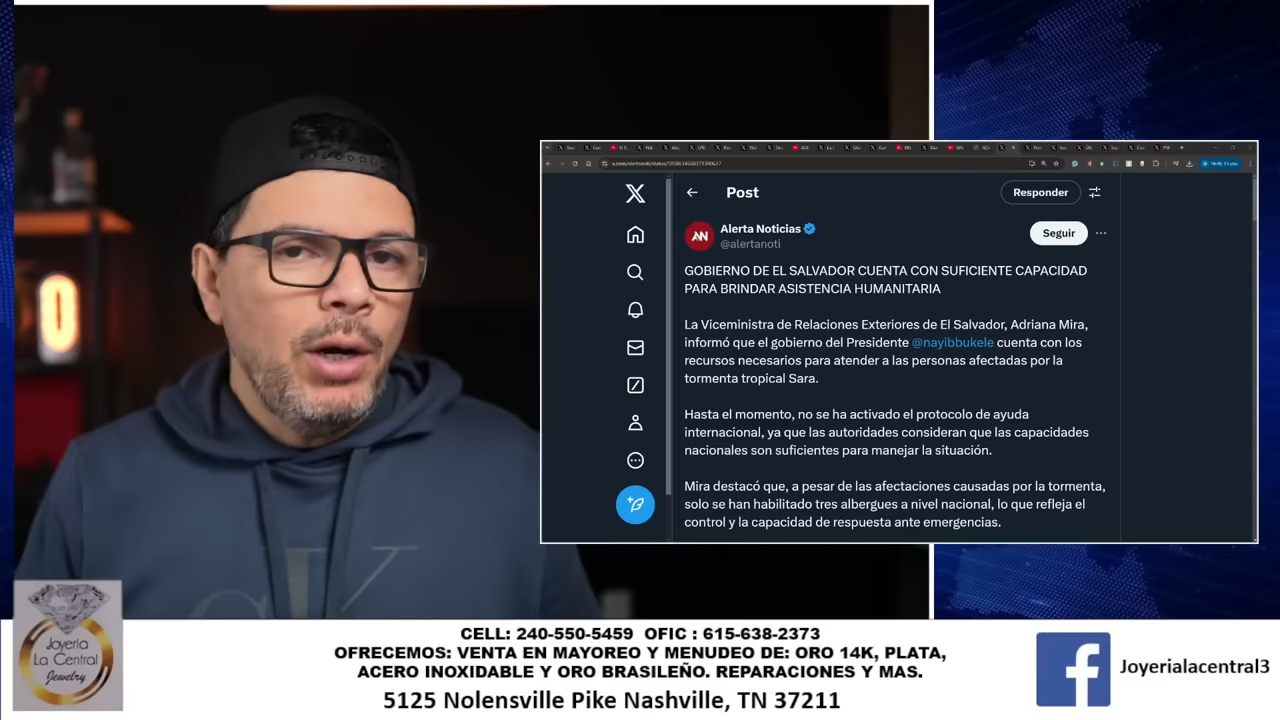 Post
Responder
Alerta Noticias
@alertanoti
Seguir
GOBIERNO DE EL SALVADOR CUENTA CON SUFICIENTE CAPACIDAD
PARA BRINDAR ASISTENCIA HUMANITARIA
La Viceministra de Relaciones Exteriores de El Salvador, Adriana Mira,
informó que el gobierno del Presidente @nayibbukele cuenta con los
recursos necesarios para atender a las personas afectadas por la
tormenta tropical Sara.
Hasta el momento, no se ha activado el protocolo de ayuda
internacional, ya que las autoridades consideran que las capacidades
nacionales son suficientes para manejar la situación.
Mira destacó que, a pesar de las afectaciones causadas por la tormenta,
solo se han habilitado tres albergues a nivel nacional, lo que refleja el
control y la capacidad de respuesta ante emergencias.
Joyeria
La Central
Jewelry
CELL: 240-550-5459 OFIC : 615-638-2373
OFRECEMOS: VENTA EN MAYOREO Y MENUDEO DE: ORO 14K, PLATA,
ACERO INOXIDABLE Y ORO BRASILEÑO. REPARACIONES Y MAS.
5125 Nolensville Pike Nashville, TN 37211
Joyerialacentral3